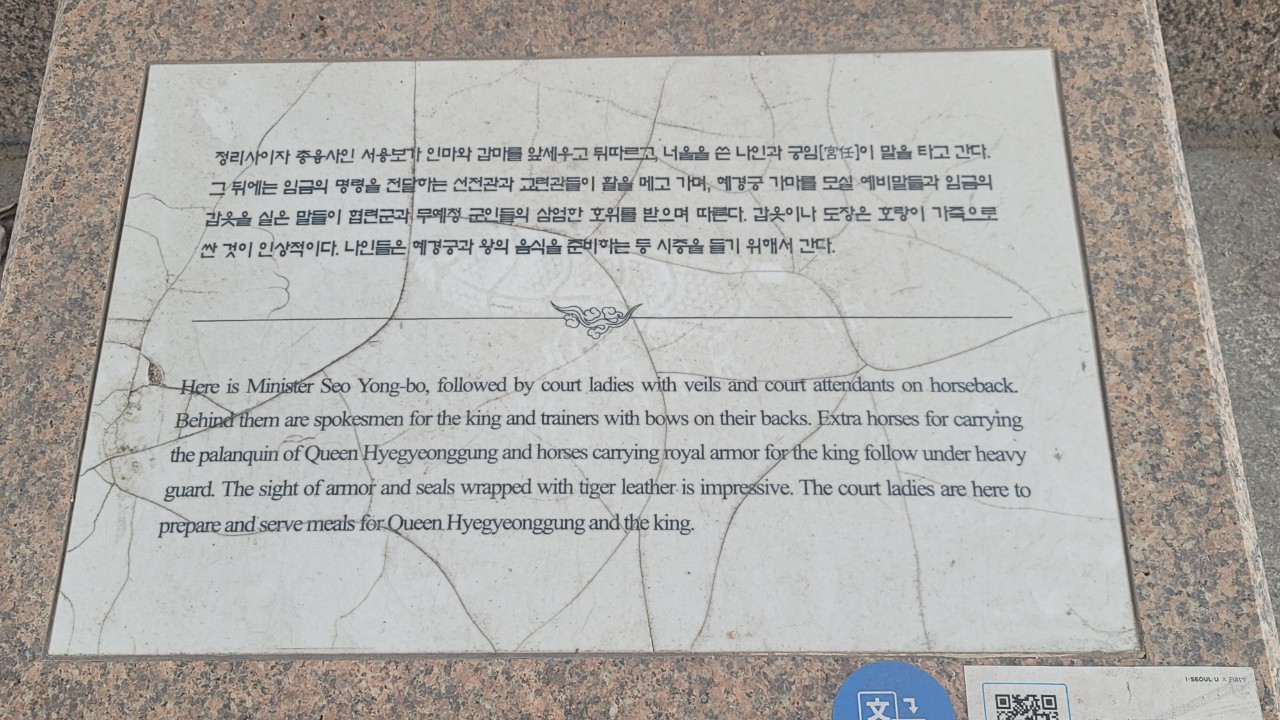 정리사이자 종융사인 서용보가 인마와 갑마를 앞세우고 뒤따르고, 너울을 쓴 나인과 궁임[宮任]이 말을 타고 간다.
그 뒤에는 임금의 명령을 전달하는 선전관과 교련관들이 활을 메고 가며, 혜경궁 가마를 모실 예비말들과 임금의
갑옷을 실은 말들이 협련군과 무예청 군인들의 삼엄한 호위를 받으며 따른다. 갑옷이나 도장은 호랑이 가죽으로
싼 것이 인상적이다. 나인들은 혜경궁과 왕의 음식을 준비하는 등 시중을 들기 위해서 간다.
Here is Minister Seo Yong-bo, followed by court ladies with veils and court attendants on horseback.
Behind them are spokesmen for the king and trainers with bows on their backs. Extra horses for carrying
the palanquin of Queen Hyegyeonggung and horses carrying royal armor for the king follow under heavy
guard. The sight of armor and seals wrapped with tiger leather is impressive. The court ladies are here to
prepare and serve meals for Queen Hyegyeonggung and the king.
I·SEOUL·U
文